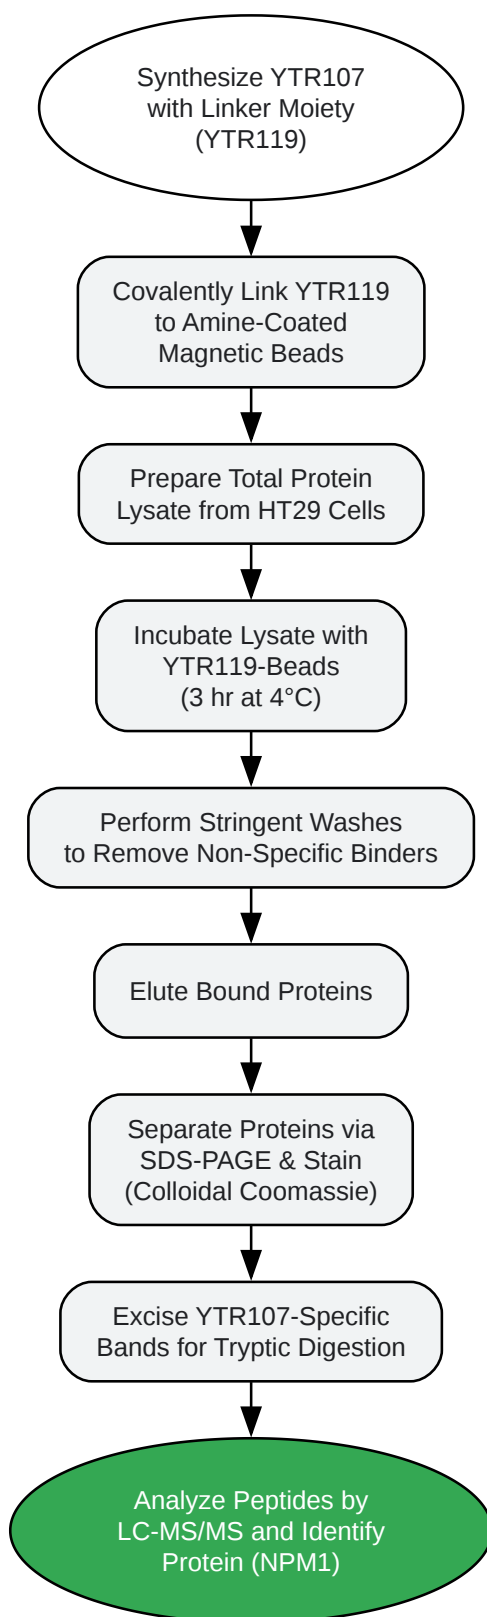 Synthesize YTR107
with Linker Moiety
(YTR119)
Covalently Link YTR119
to Amine-Coated
Magnetic Beads
Prepare Total Protein
Lysate from HT29 Cells
Incubate Lysate with
YTR119-Beads
(3 hr at 4°C)
Perform Stringent Washes
to Remove Non-Specific Binders
Elute Bound Proteins
Separate Proteins via
SDS-PAGE & Stain
(Colloidal Coomassie)
Excise YTR107-Specific
Bands for Tryptic Digestion
Analyze Peptides by
LC-MS/MS and Identify
Protein (NPM1)